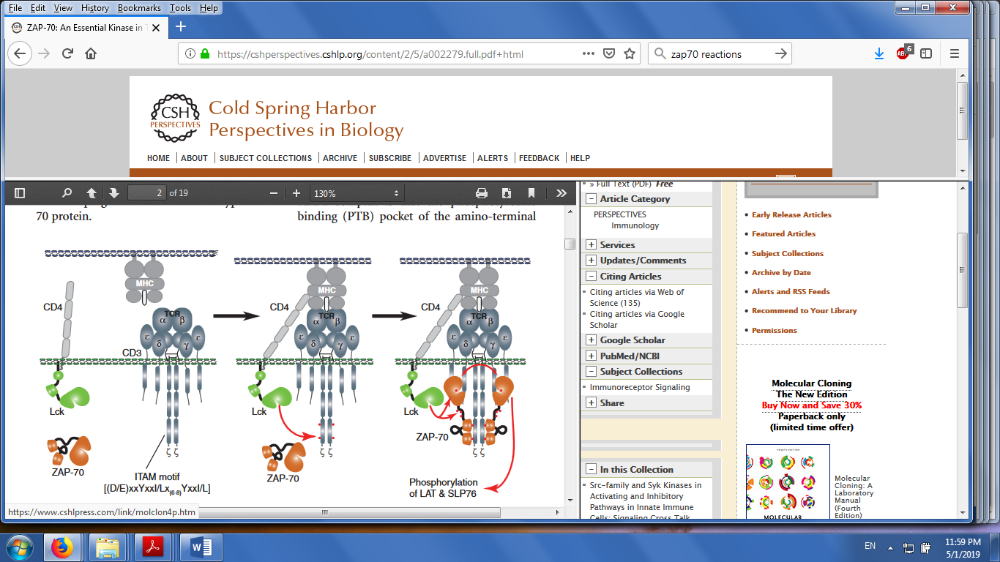 File Edit View History Bookmarks Tools Help
ZAP-70: An Essential Kinase in
https://cshperspectives.cshlp.org/content/2/5/a002279.full.pdf+html
zap70 reactions
ABP
6
CSH
PERSPECTIVES
Cold Spring Harbor
Perspectives in Biology
HOME ABOUT SUBJECT COLLECTIONS ARCHIVE SUBSCRIBE ADVERTISE ALERTS FEEDBACK HELP
2 of 19
130%
70 protein.
binding (PTB) pocket of the amino-terminal
MHC
CD4
TCR
α β
ε δ γ ε
CD3
Lck
ZAP-70
ζ ζ
ITAM motif
[(D/E)xxYxxI/Lx(6-8)YxxI/L]
MHC
CD4
TCR
α β
ε δ γ ε
Lck
ZAP-70
ζ ζ
MHC
CD4
TCR
α β
ε δ γ ε
Lck
ZAP-70
ζ ζ
Phosphorylation
of LAT & SLP76
» Full Text (PDF) Free
Article Category
PERSPECTIVES
Immunology
Services
Updates/Comments
Citing Articles
Citing articles via Web of
Science (135)
Citing articles via Google
Scholar
Google Scholar
PubMed/NCBI
Subject Collections
Immunoreceptor Signaling
Share
In this Collection
Src-family and Syk Kinases in
Activating and Inhibitory
Pathways in Innate Immune
Cells: Signaling Cross Talk
Early Release Articles
Featured Articles
Subject Collections
Archive by Date
Alerts and RSS Feeds
Recommend to Your Library
Permissions
Molecular Cloning
The New Edition
Buy Now and Save 30%
Paperback only
(limited time offer)
MOLECULAR
Molecular
Cloning: A
Laboratory
Manual
(Fourth
Edition)
https://www.cshlpress.com/link/molclon4p.htm
EN
11:59 PM
5/1/2019